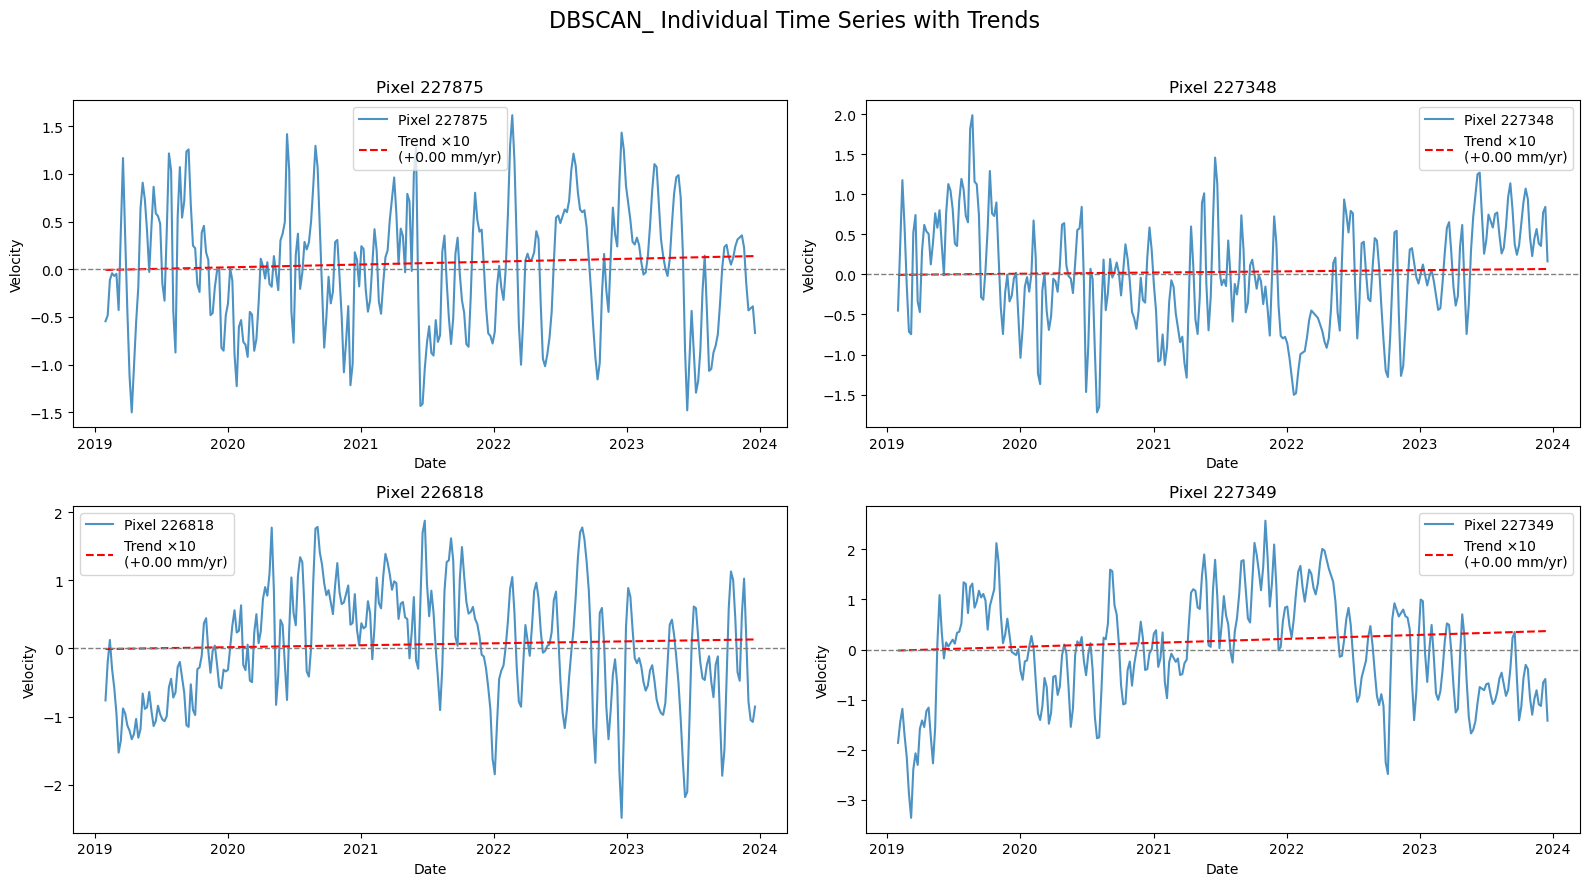 DBSCAN_ Individual Time Series with Trends
Pixel 227875
Velocity
1.5
1.0
0.5
0.0
−0.5
−1.0
−1.5
Pixel 227875
Trend ×10
(+0.00 mm/yr)
2019
2020
2021
2022
2023
2024
Date
Pixel 227348
Velocity
2.0
1.5
1.0
0.5
0.0
−0.5
−1.0
−1.5
Pixel 227348
Trend ×10
(+0.00 mm/yr)
2019
2020
2021
2022
2023
2024
Date
Pixel 226818
Velocity
2
1
0
−1
−2
Pixel 226818
Trend ×10
(+0.00 mm/yr)
2019
2020
2021
2022
2023
2024
Date
Pixel 227349
Velocity
2
1
0
−1
−2
−3
Pixel 227349
Trend ×10
(+0.00 mm/yr)
2019
2020
2021
2022
2023
2024
Date